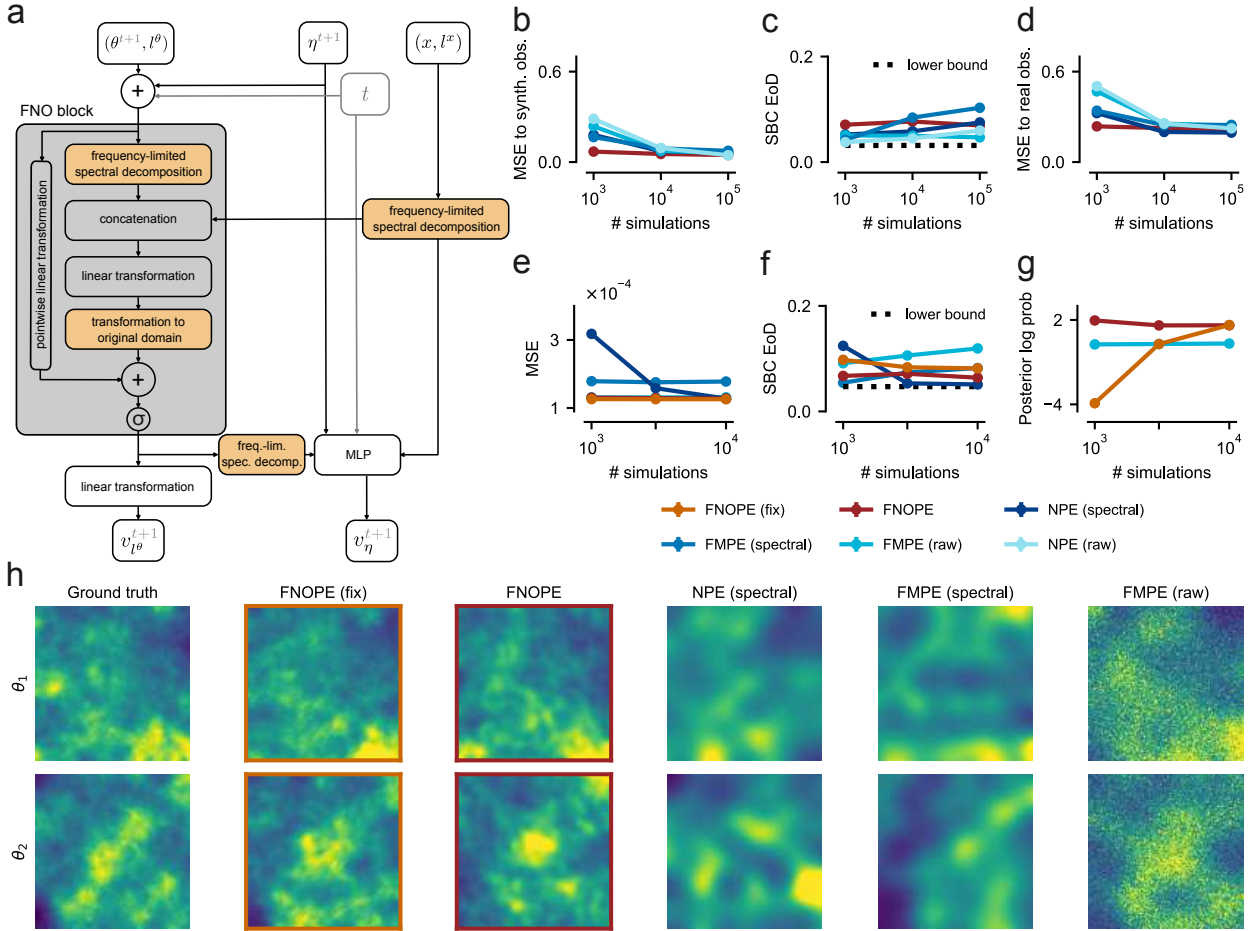 a
(θ^{t+1}, l^θ)
η^{t+1}
(x, l^x)
t
+
FNO block
pointwise linear transformation
frequency-limited
spectral decomposition
concatenation
frequency-limited
spectral decomposition
linear transformation
transformation to
original domain
+
σ
freq.-lim.
spec. decomp.
MLP
linear transformation
v_{l^θ}^{t+1}
v_η^{t+1}
b
MSE to synth. obs.
0.6
0.0
10^3
10^4
10^5
# simulations
c
SBC EoD
0.2
0.0
lower bound
10^3
10^4
10^5
# simulations
d
MSE to real obs.
0.6
0.0
10^3
10^4
10^5
# simulations
e
×10^{−4}
MSE
3
1
10^3
10^4
# simulations
f
SBC EoD
0.2
0.0
lower bound
10^3
10^4
# simulations
g
Posterior log prob
2
−4
10^3
10^4
# simulations
FNOPE (fix)
FNOPE
NPE (spectral)
FMPE (spectral)
FMPE (raw)
NPE (raw)
h
Ground truth
FNOPE (fix)
FNOPE
NPE (spectral)
FMPE (spectral)
FMPE (raw)
θ_1
θ_2